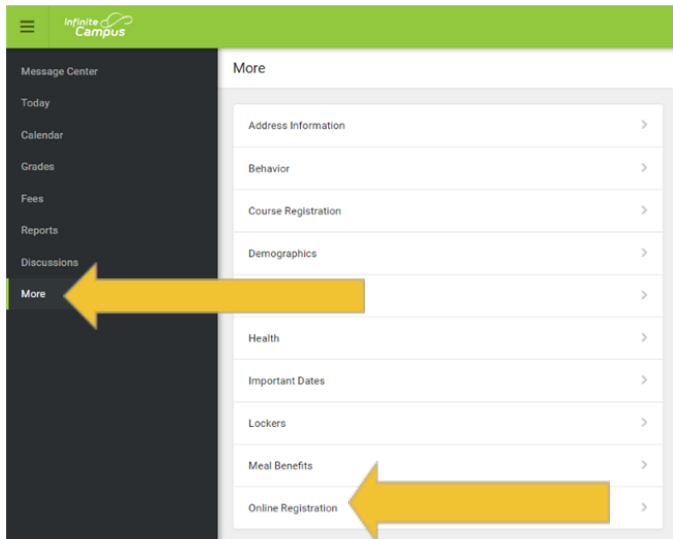 Infinite
Campus
Message Center
Today
Calendar
Grades
Fees
Reports
Discussions
More
More
Address Information
Behavior
Course Registration
Demographics
Health
Important Dates
Lockers
Meal Benefits
Online Registration